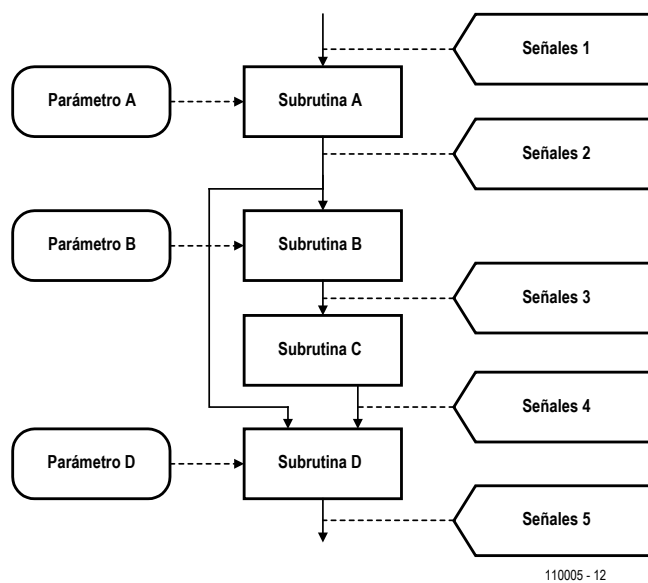 Señales 1
Parámetro A
Subrutina A
Señales 2
Parámetro B
Subrutina B
Señales 3
Subrutina C
Señales 4
Parámetro D
Subrutina D
Señales 5
110005 - 12